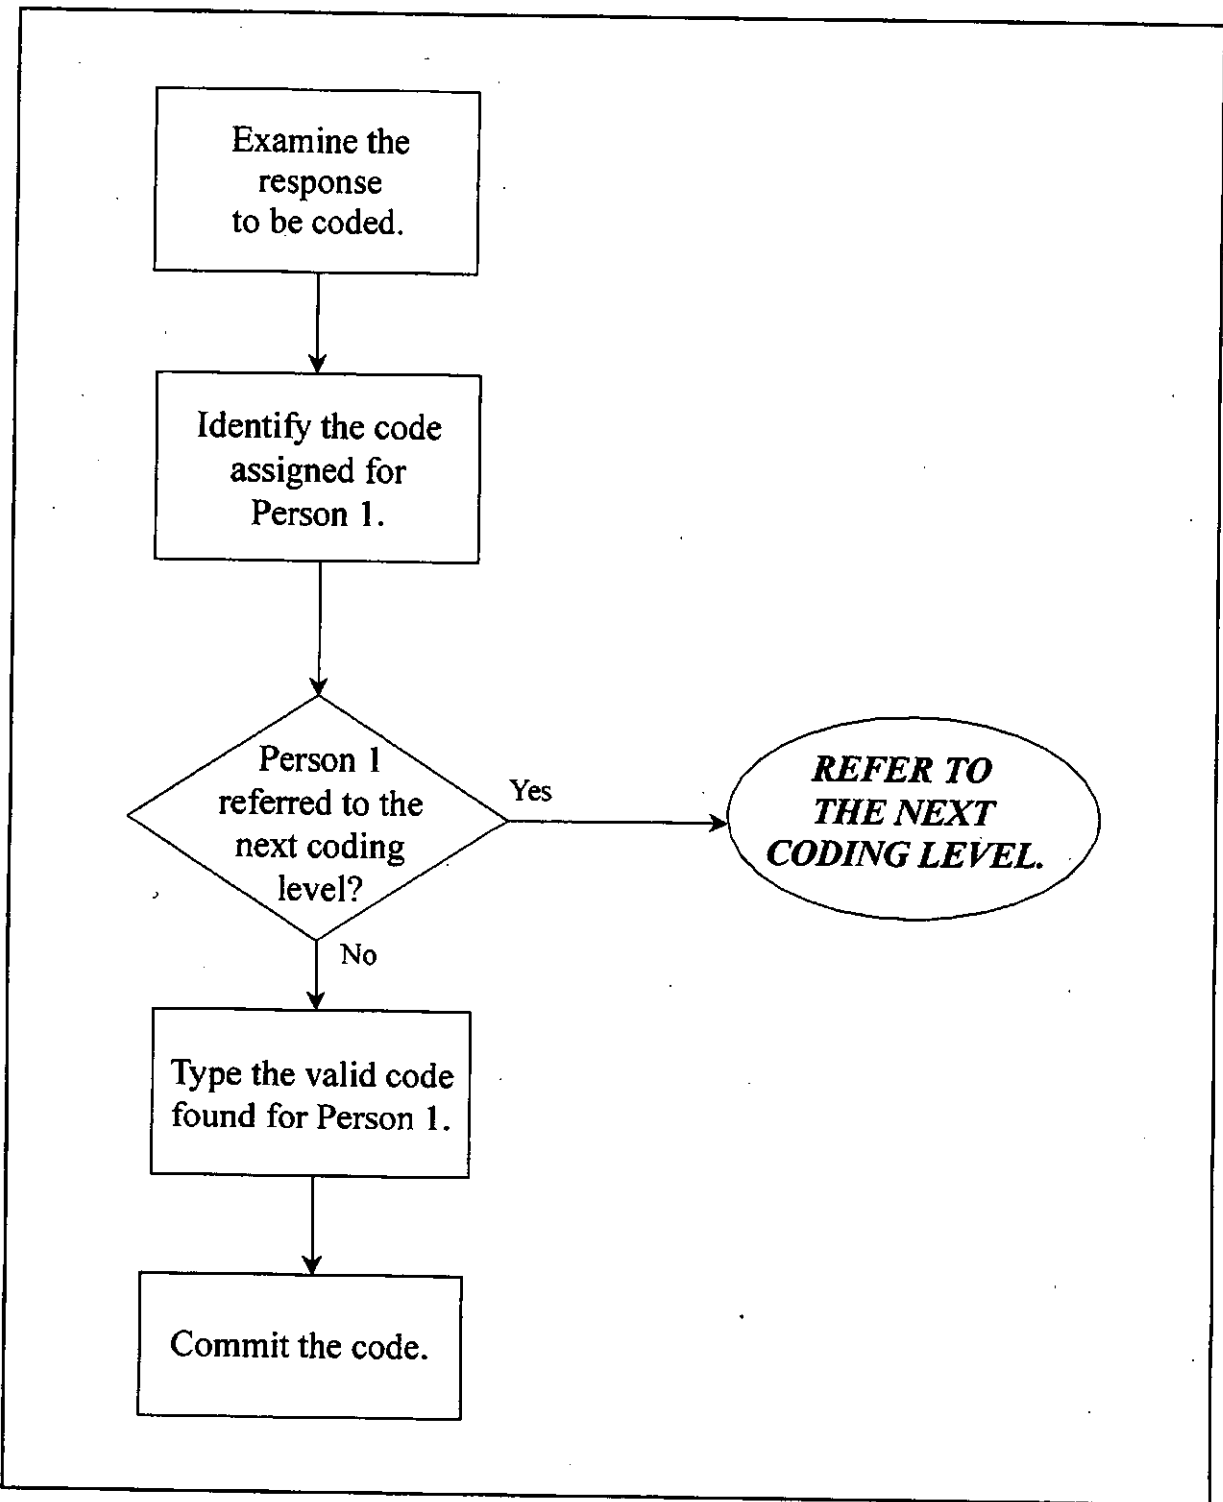 Examine the
response
to be coded.
Identify the code
assigned for
Person 1.
Person 1
referred to the
next coding
level?
Yes
REFER TO
THE NEXT
CODING LEVEL.
No
Type the valid code
found for Person 1.
Commit the code.